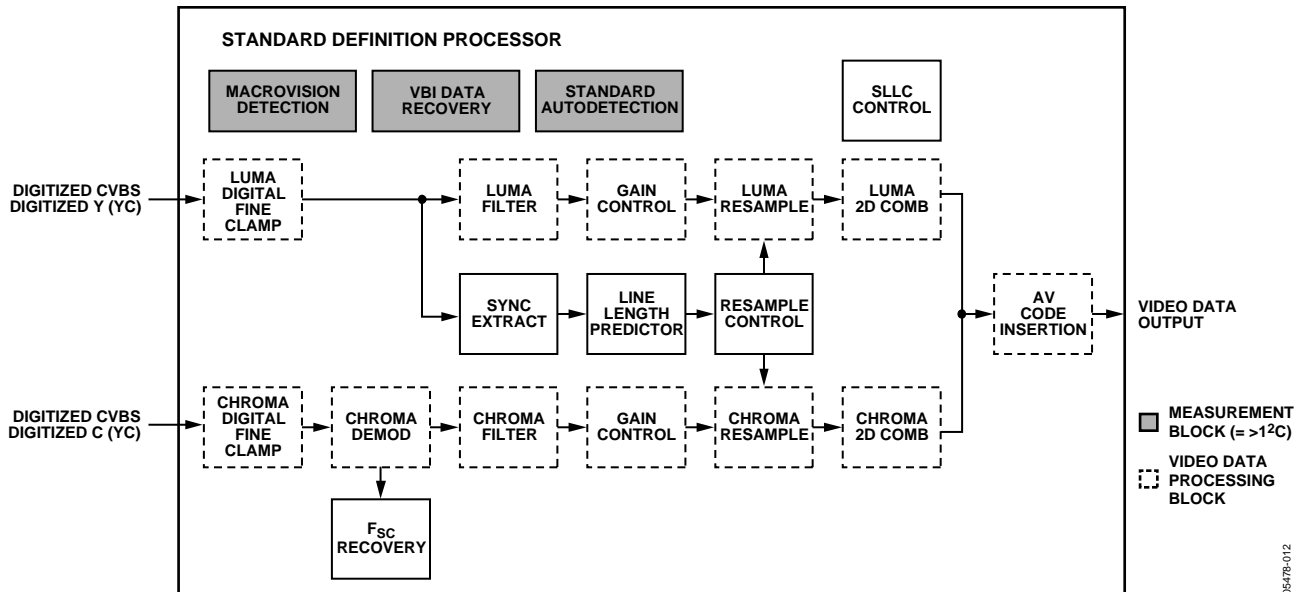 STANDARD DEFINITION PROCESSOR
MACROVISION
DETECTION
VBI DATA
RECOVERY
STANDARD
AUTODETECTION
SLLC
CONTROL
DIGITIZED CVBS
DIGITIZED Y (YC)
LUMA
DIGITAL
FINE
CLAMP
LUMA
FILTER
GAIN
CONTROL
LUMA
RESAMPLE
LUMA
2D COMB
SYNC
EXTRACT
LINE
LENGTH
PREDICTOR
RESAMPLE
CONTROL
AV
CODE
INSERTION
VIDEO DATA
OUTPUT
DIGITIZED CVBS
DIGITIZED C (YC)
CHROMA
DIGITAL
FINE
CLAMP
CHROMA
DEMOD
CHROMA
FILTER
GAIN
CONTROL
CHROMA
RESAMPLE
CHROMA
2D COMB
FSC
RECOVERY
MEASUREMENT
BLOCK (= >1²C)
VIDEO DATA
PROCESSING
BLOCK
05478-012